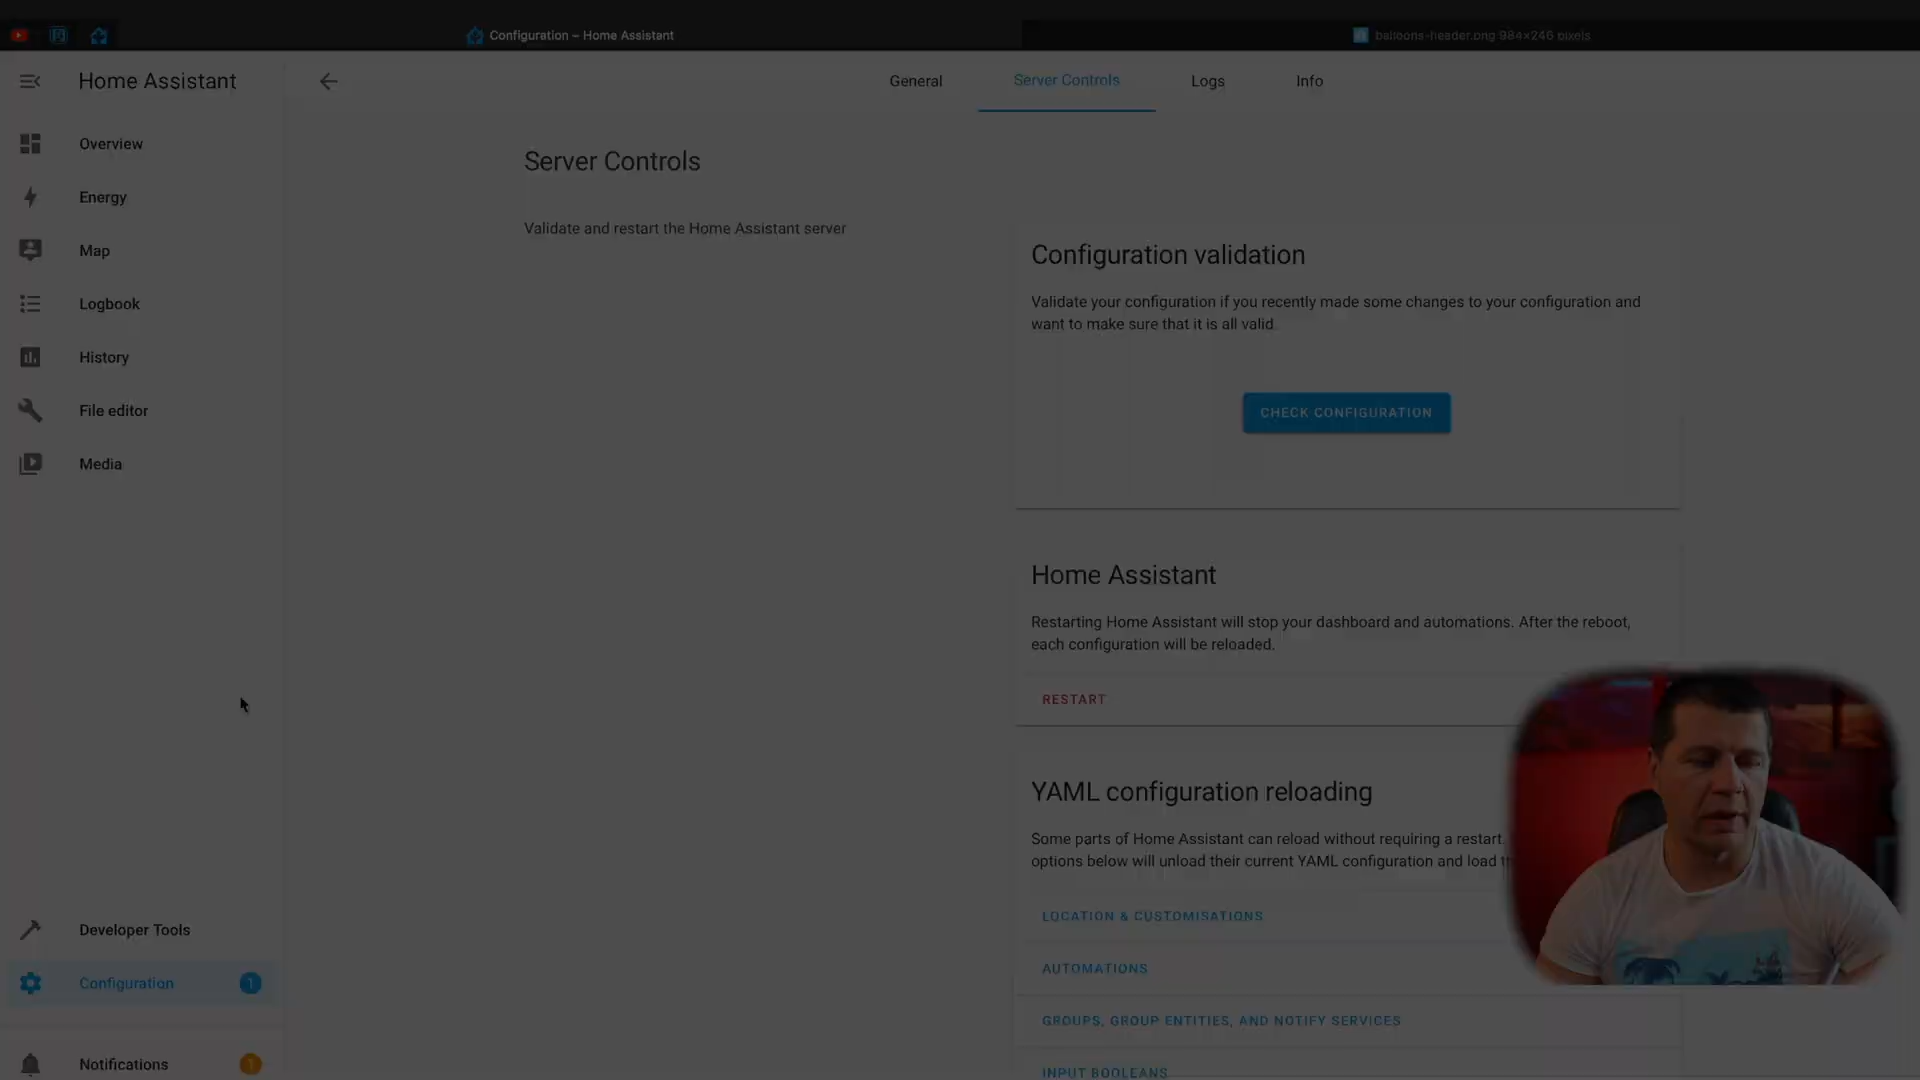 Configuration – Home Assistant
balloons-header.png 984×246 pixels
Home Assistant
General
Server Controls
Logs
Info
Overview
Energy
Map
Logbook
History
File editor
Media
Developer Tools
Configuration
1
Notifications
1
Server Controls
Validate and restart the Home Assistant server
Configuration validation
Validate your configuration if you recently made some changes to your configuration and
want to make sure that it is all valid.
CHECK CONFIGURATION
Home Assistant
Restarting Home Assistant will stop your dashboard and automations. After the reboot,
each configuration will be reloaded.
RESTART
YAML configuration reloading
Some parts of Home Assistant can reload without requiring a restart.
options below will unload their current YAML configuration and load
LOCATION & CUSTOMISATIONS
AUTOMATIONS
GROUPS, GROUP ENTITIES, AND NOTIFY SERVICES
INPUT BOOLEANS